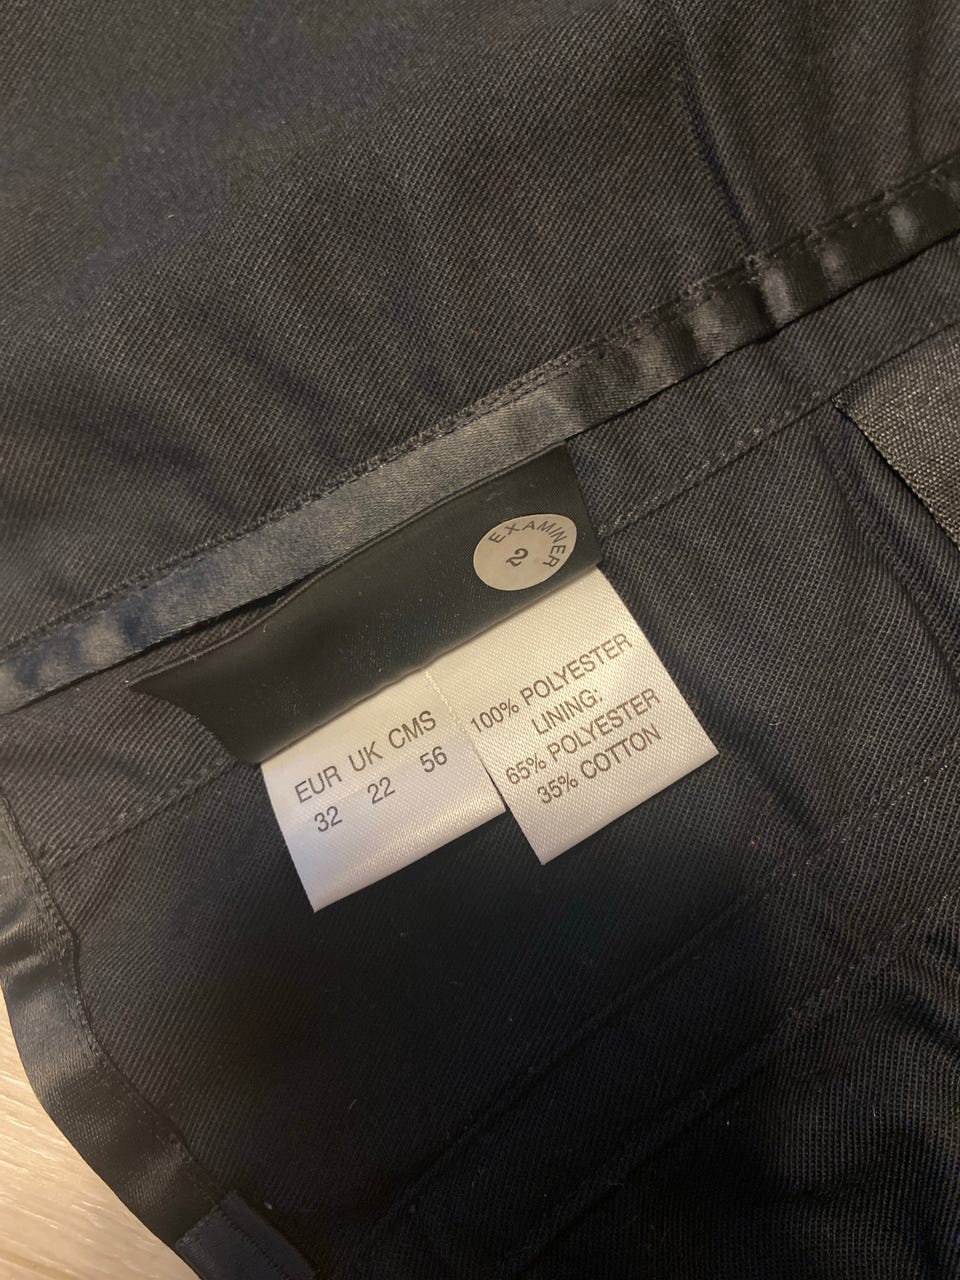 EXAMINER
2
EUR UK CMS
32 22 56
100% POLYESTER
LINING:
65% POLYESTER
35% COTTON